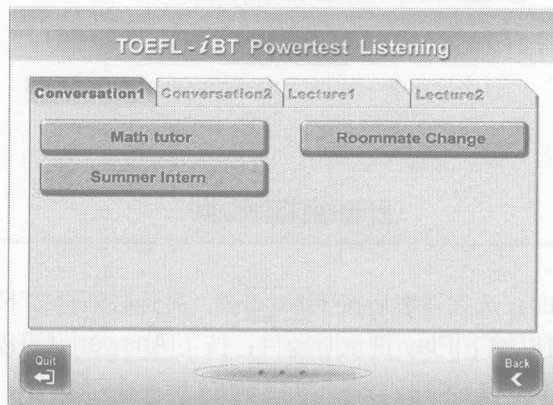 TOEFL - iBT Powertest Listening
Conversation1 Conversation2 Lecture1 Lecture2
Math tutor Roommate Change
Summer Intern
Quit Back